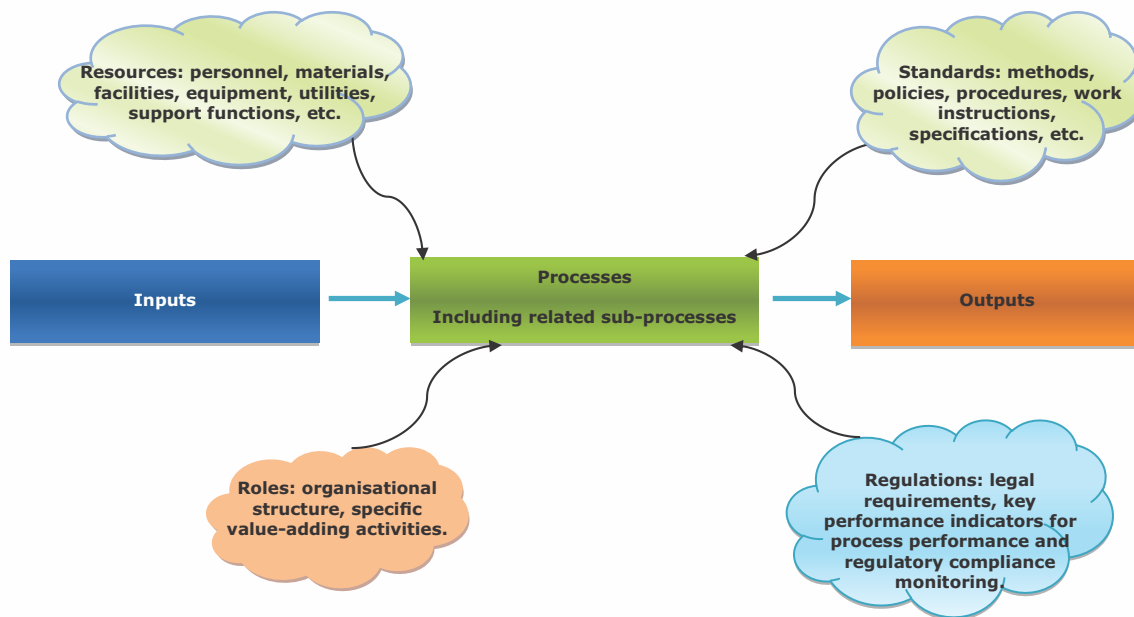 Resources: personnel, materials,
facilities, equipment, utilities,
support functions, etc.
Standards: methods,
policies, procedures, work
instructions,
specifications, etc.
Inputs
Processes
Including related sub-processes
Outputs
Roles: organisational
structure, specific
value-adding activities.
Regulations: legal
requirements, key
performance indicators for
process performance and
regulatory compliance
monitoring.